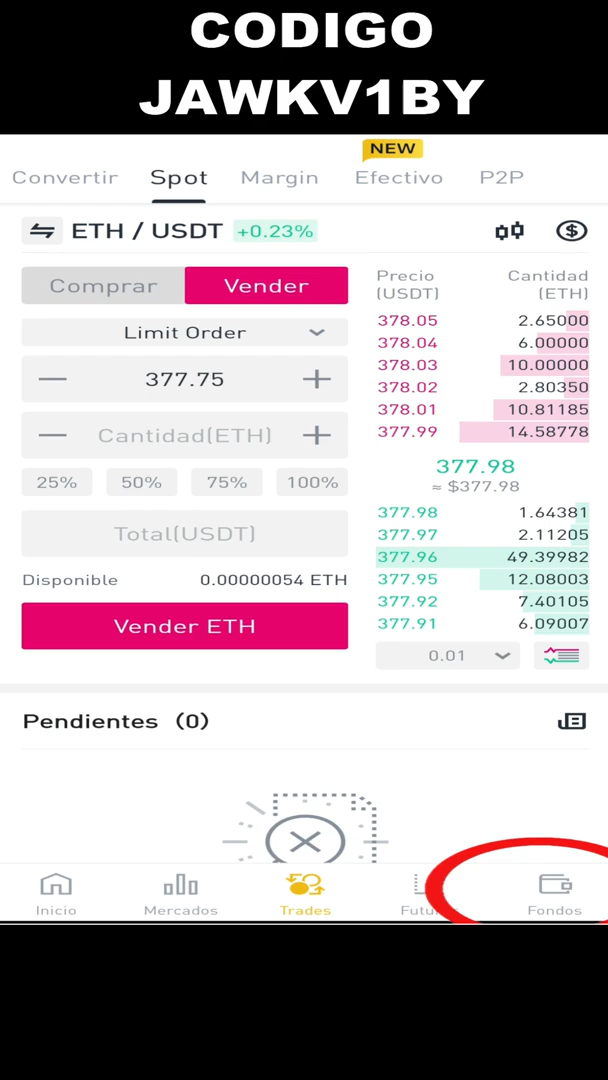 CODIGO
JAWKV1BY
NEW
Convertir Spot Margin Efectivo P2P
ETH / USDT +0.23%
Comprar Vender
Limit Order
377.75
Cantidad(ETH)
25% 50% 75% 100%
Total(USDT)
Disponible 0.00000054 ETH
Vender ETH
Precio Cantidad
(USDT) (ETH)
378.05 2.65000
378.04 6.00000
378.03 10.00000
378.02 2.80350
378.01 10.81185
377.99 14.58778
377.98
≈ $377.98
377.98 1.64381
377.97 2.11205
377.96 49.39982
377.95 12.08003
377.92 7.40105
377.91 6.09007
0.01
Pendientes (0)
Inicio Mercados Trades Fondos